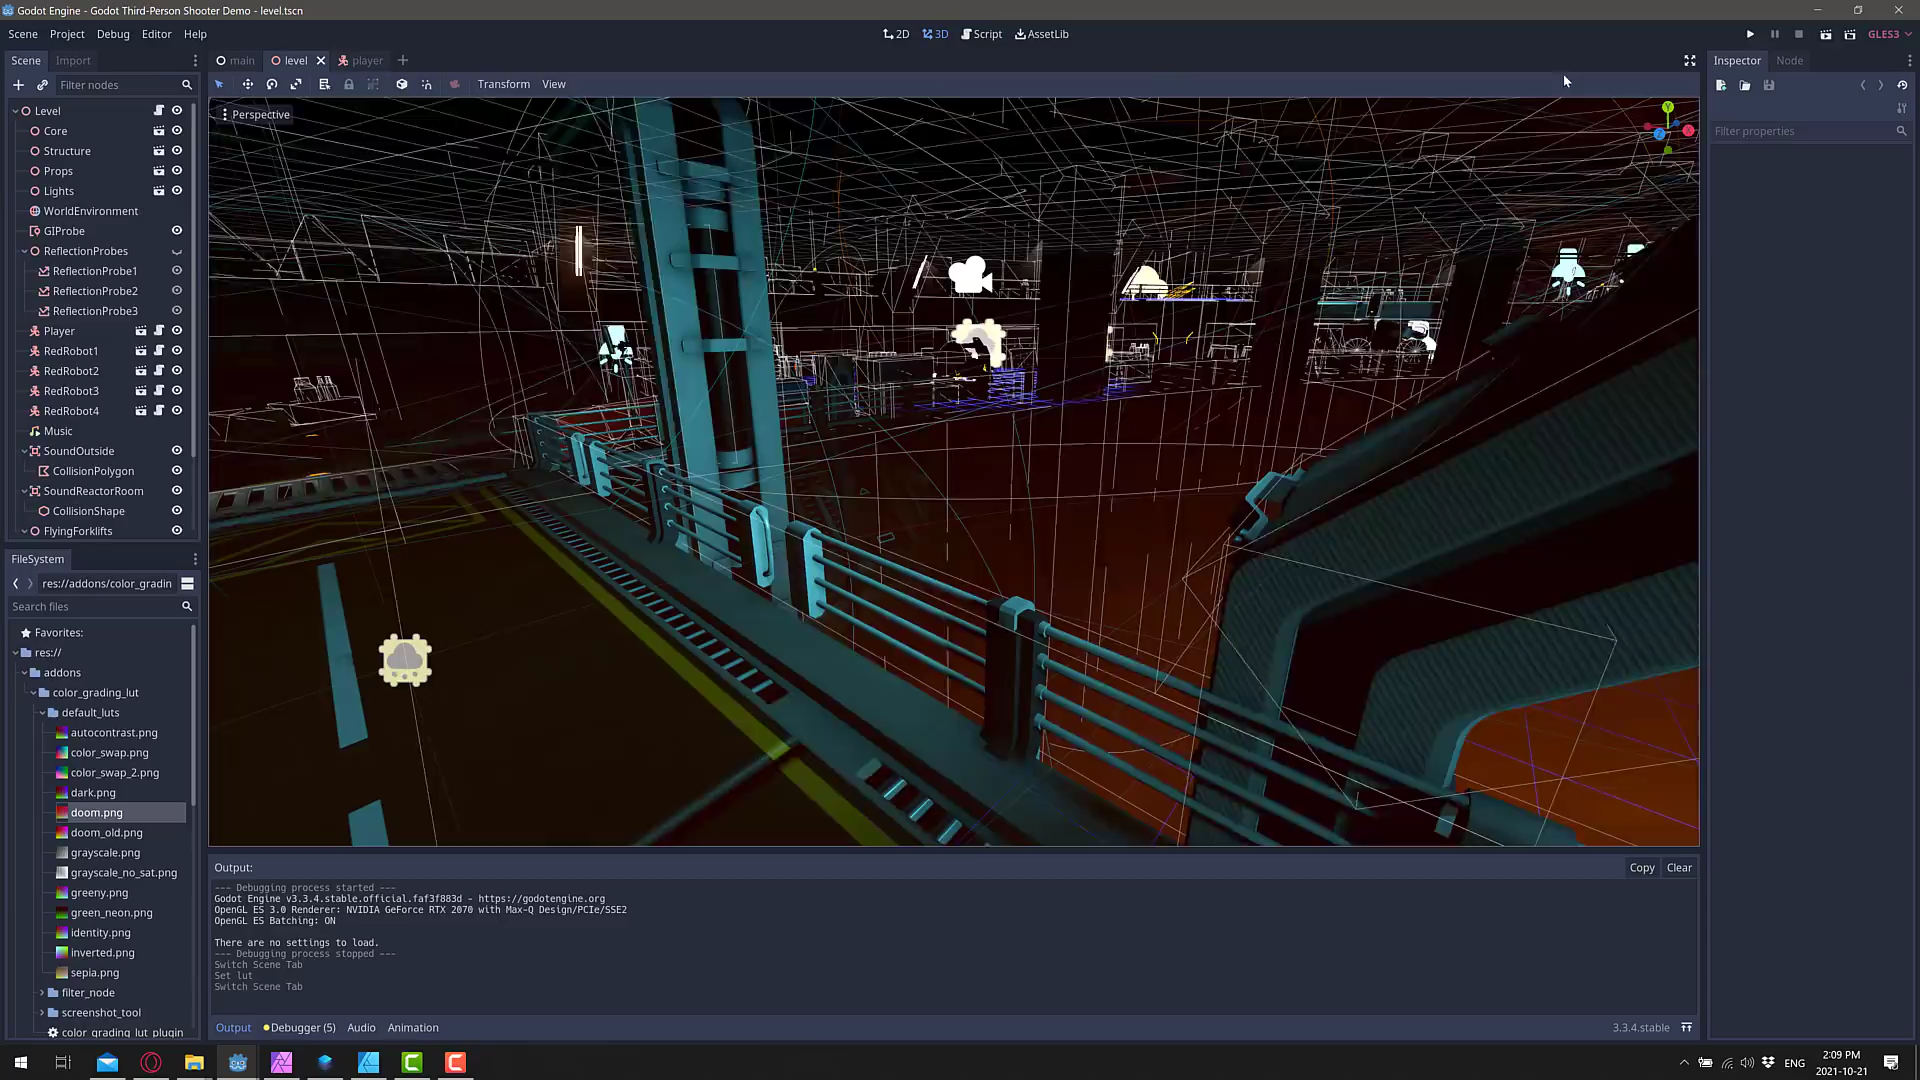 Godot Engine - Godot Third-Person Shooter Demo - level.tscn
Scene Project Debug Editor Help
2D 3D Script AssetLib
GLES3
Scene Import
main level player
Inspector Node
Filter nodes
Transform View
Perspective
Filter properties
Y
X
Z
Level
Core
Structure
Props
Lights
WorldEnvironment
GIProbe
ReflectionProbes
ReflectionProbe1
ReflectionProbe2
ReflectionProbe3
Player
RedRobot1
RedRobot2
RedRobot3
RedRobot4
Music
SoundOutside
CollisionPolygon
SoundReactorRoom
CollisionShape
FlyingForklifts
FileSystem
res://addons/color_gradin
Search files
Favorites:
res://
addons
color_grading_lut
default_luts
autocontrast.png
color_swap.png
color_swap_2.png
dark.png
doom.png
doom_old.png
grayscale.png
grayscale_no_sat.png
greeny.png
green_neon.png
identity.png
inverted.png
sepia.png
filter_node
screenshot_tool
color_grading_lut_plugin
Output:
Copy Clear
--- Debugging process started ---
Godot Engine v3.3.4.stable.official.faf3f883d - https://godotengine.org
OpenGL ES 3.0 Renderer: NVIDIA GeForce RTX 2070 with Max-Q Design/PCIe/SSE2
OpenGL ES Batching: ON
There are no settings to load.
--- Debugging process stopped ---
Switch Scene Tab
Set lut
Switch Scene Tab
Output Debugger (5) Audio Animation
3.3.4.stable
ENG
2:09 PM
2021-10-21